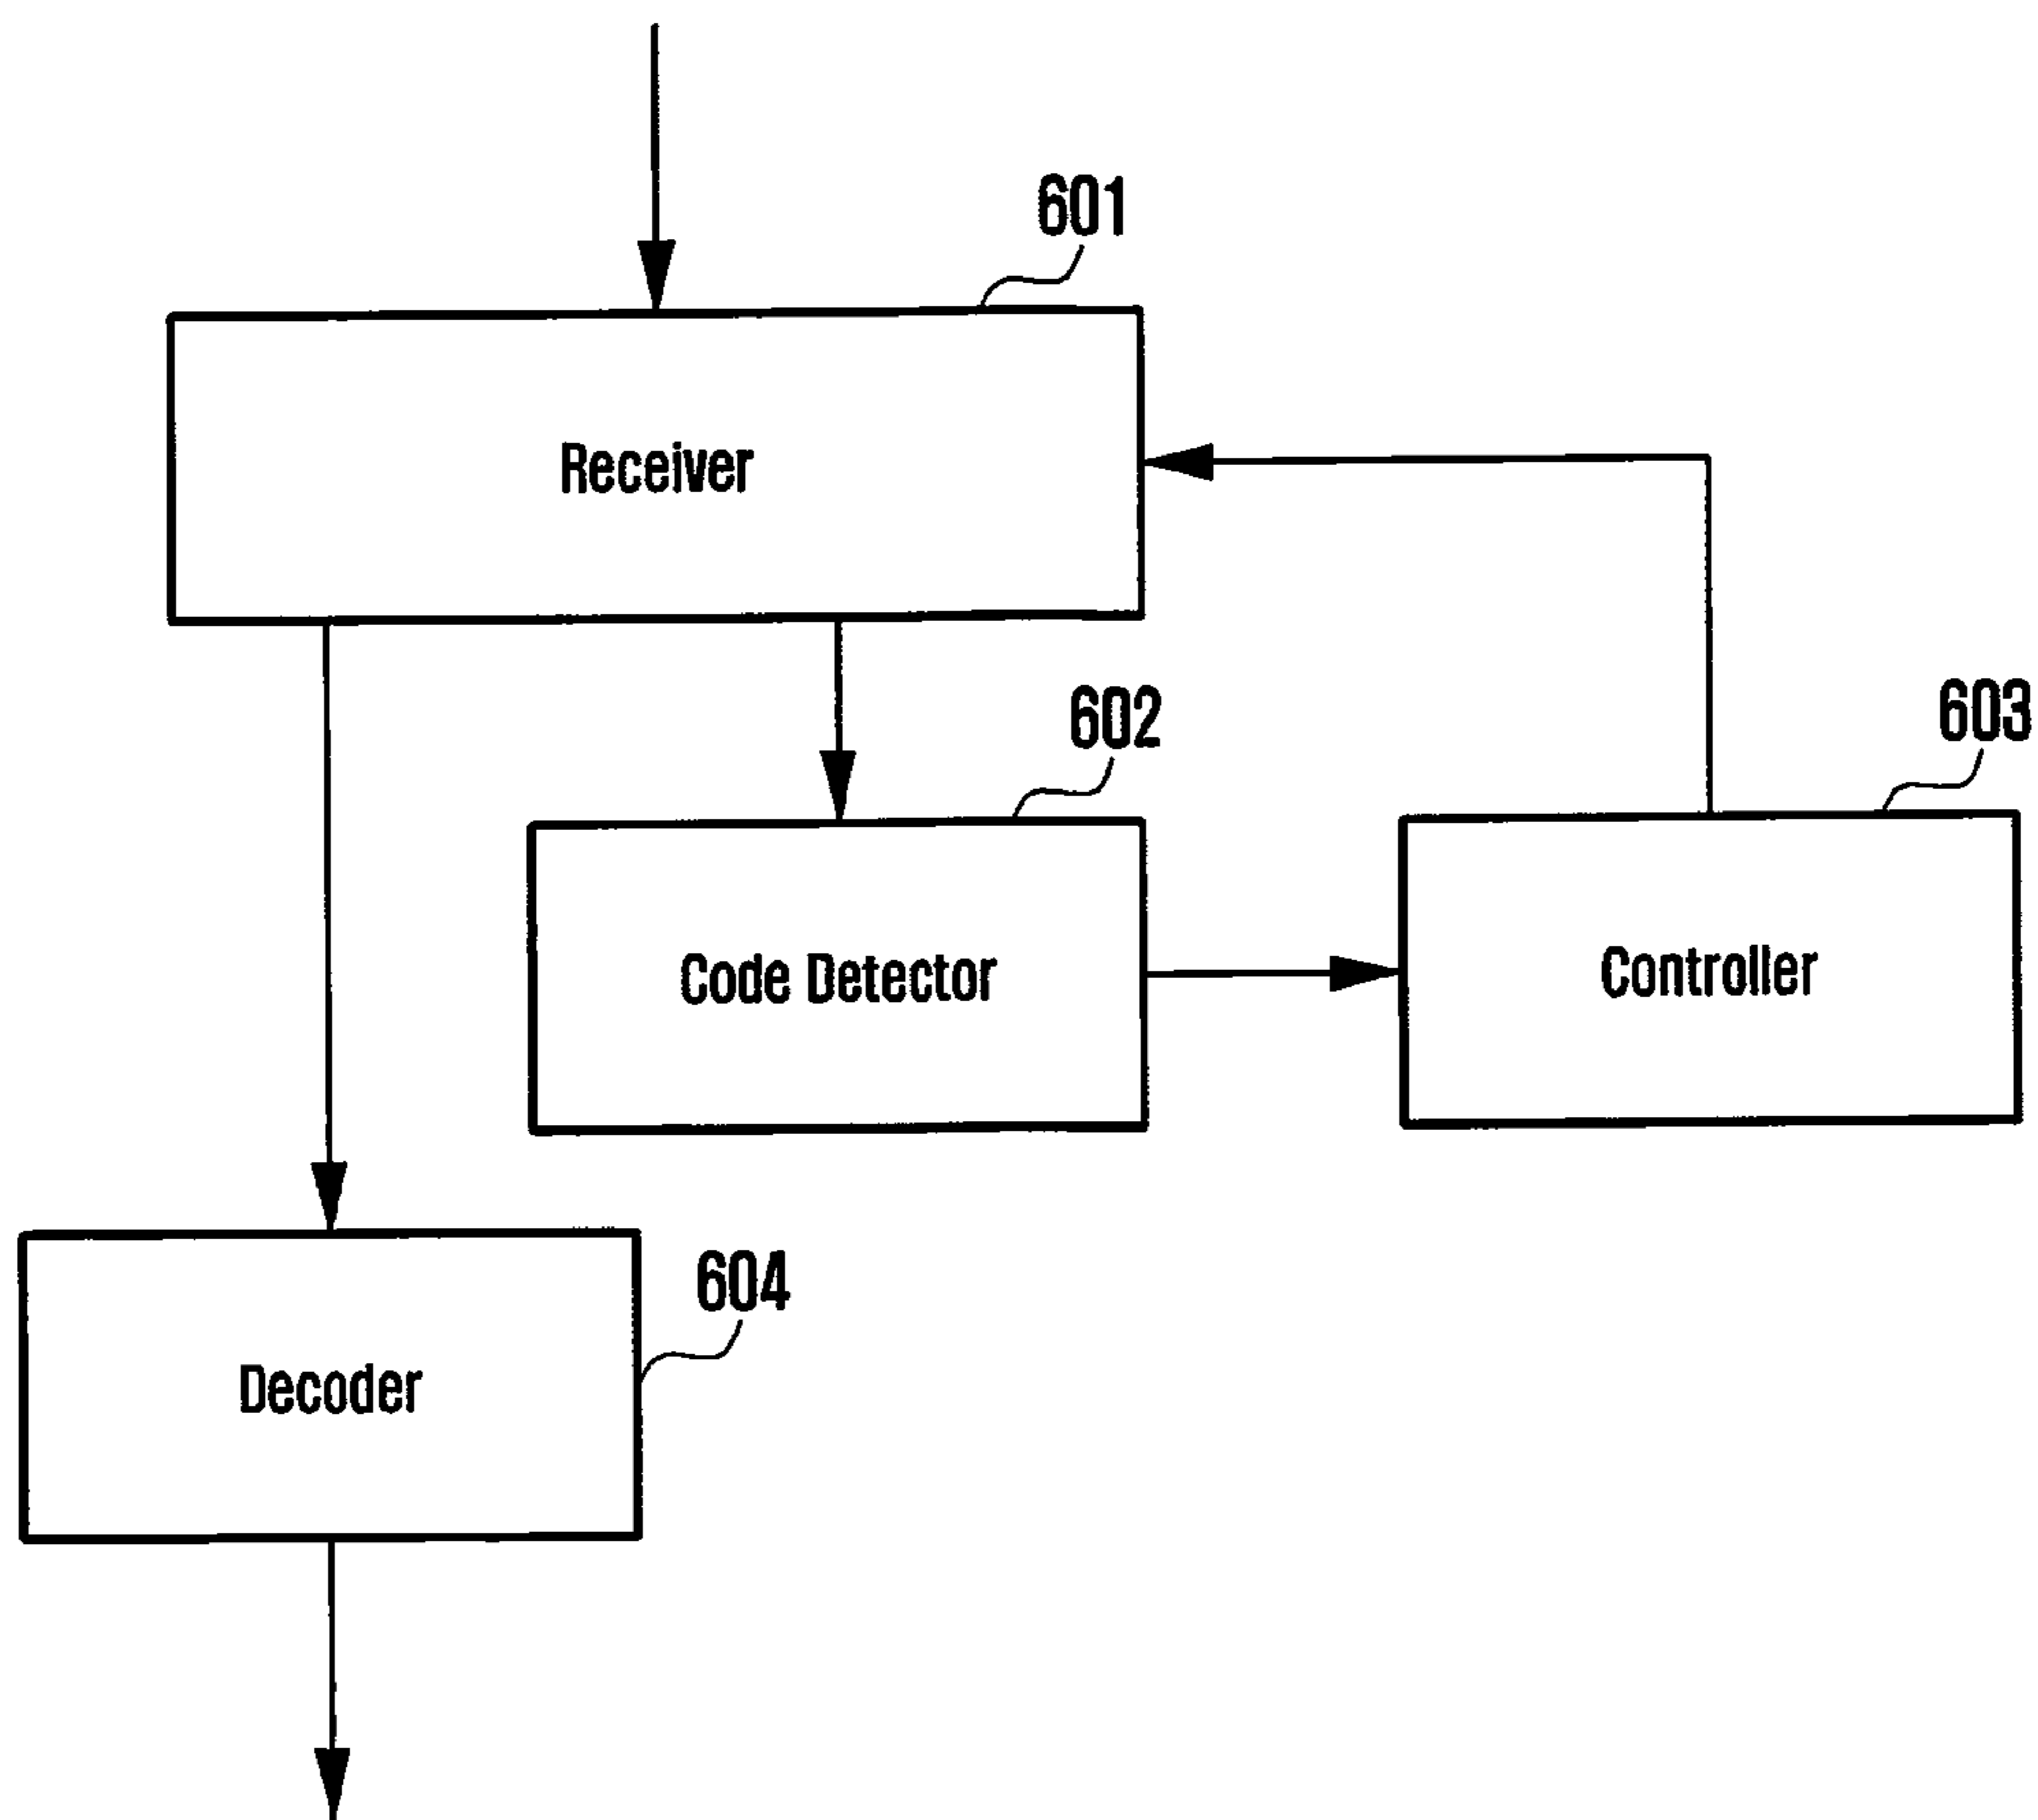 601
Receiver
602
603
Code Detector
Controller
604
Decoder